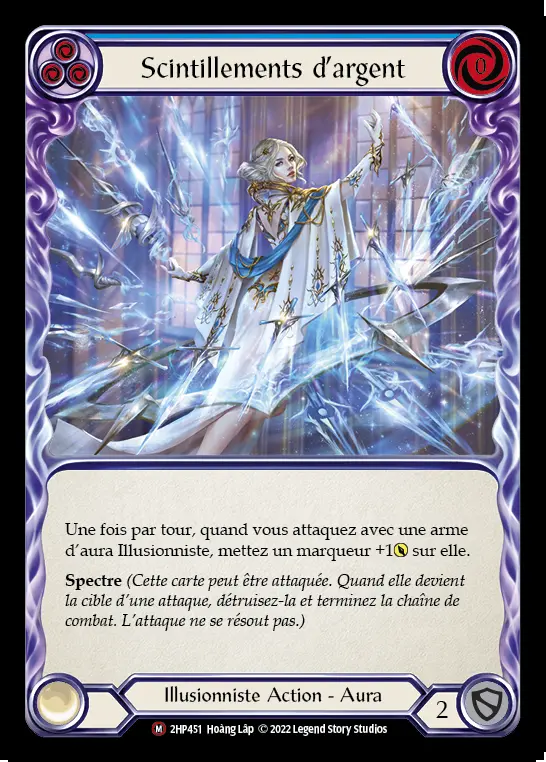 Scintillements d'argent
0
Une fois par tour, quand vous attaquez avec une arme
d'aura Illusionniste, mettez un marqueur +1 sur elle.
Spectre (Cette carte peut être attaquée. Quand elle devient
la cible d'une attaque, détruisez-la et terminez la chaîne de
combat. L'attaque ne se résout pas.)
Illusionniste Action - Aura
2
M 2HP451 Hoàng Lập © 2022 Legend Story Studios